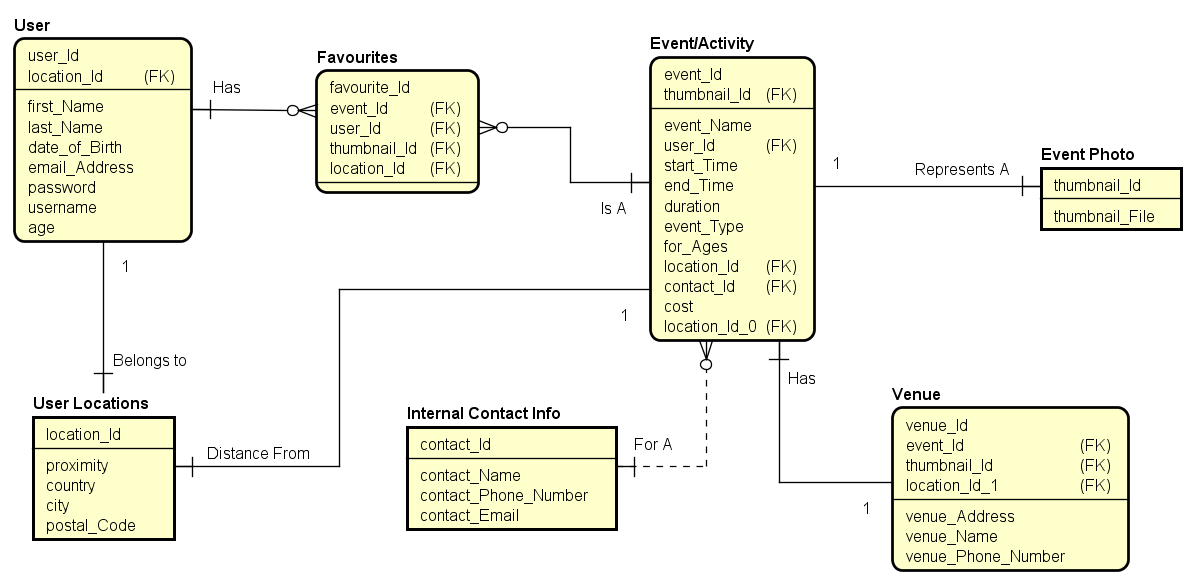 User
user_Id
location_Id (FK)
first_Name
last_Name
date_of_Birth
email_Address
password
username
age
Has
Favourites
favourite_Id
event_Id (FK)
user_Id (FK)
thumbnail_Id (FK)
location_Id (FK)
Is A
Event/Activity
event_Id
thumbnail_Id (FK)
event_Name
user_Id (FK)
start_Time
end_Time
duration
event_Type
for_Ages
location_Id (FK)
contact_Id (FK)
cost
location_Id_0 (FK)
1
Represents A
Event Photo
thumbnail_Id
thumbnail_File
1
Belongs to
User Locations
location_Id
proximity
country
city
postal_Code
Distance From
1
Internal Contact Info
contact_Id
contact_Name
contact_Phone_Number
contact_Email
For A
Has
1
Venue
venue_Id
event_Id (FK)
thumbnail_Id (FK)
location_Id_1 (FK)
venue_Address
venue_Name
venue_Phone_Number